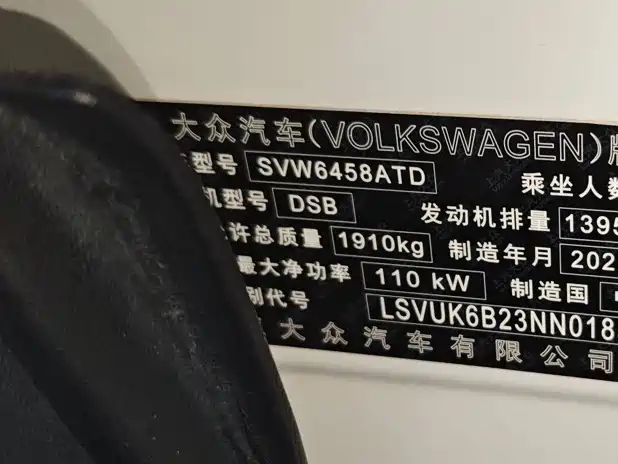 大众汽车(VOLKSWAGEN)牌
型号 SVW6458ATD 乘坐人数
机型号 DSB 发动机排量 1395
许总质量 1910kg 制造年月 202
最大净功率 110 kW 制造国
别代号 LSVUK6B23NN018
大众汽车有限公司